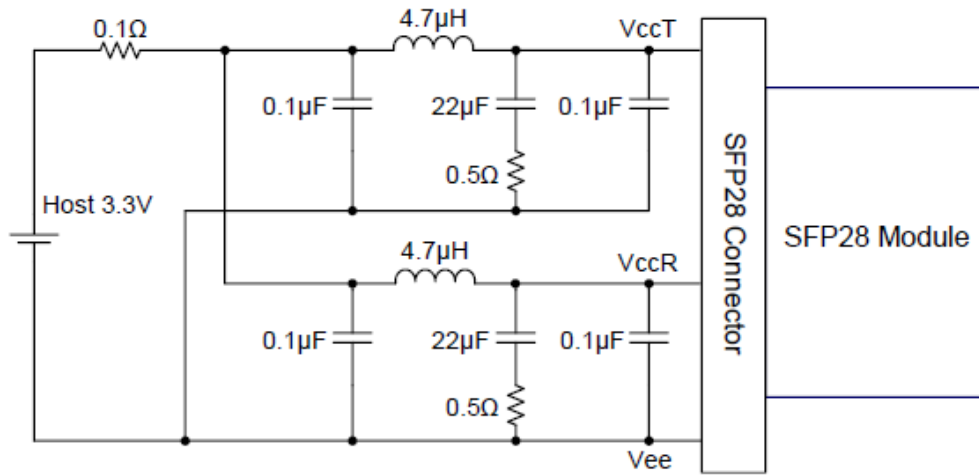 4.7μH
VccT
0.1Ω
0.1μF
22μF
0.1μF
0.5Ω
Host 3.3V
SFP28 Connector
SFP28 Module
4.7μH
VccR
0.1μF
22μF
0.1μF
0.5Ω
Vee